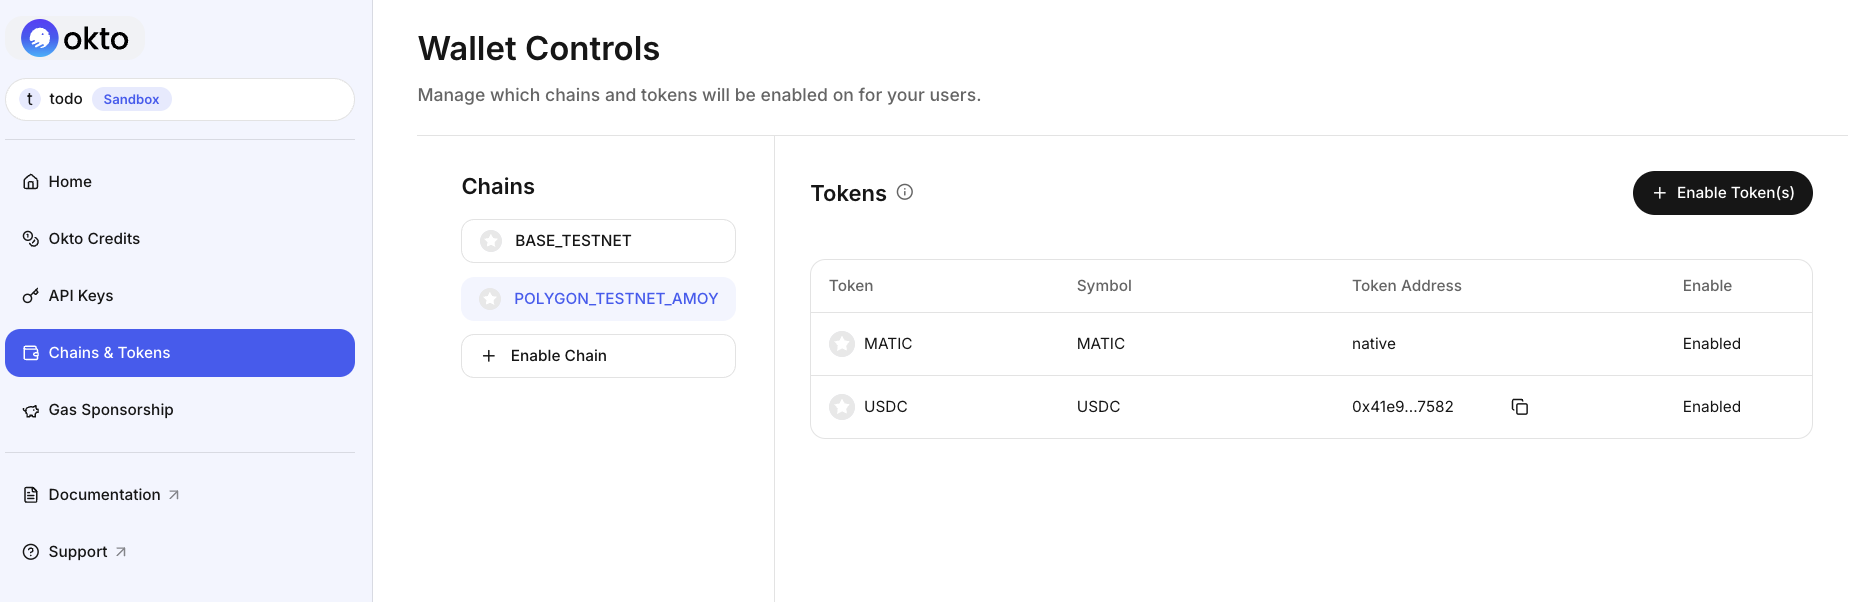 okto
t todo Sandbox
Home
Okto Credits
API Keys
Chains & Tokens
Gas Sponsorship
Documentation
Support
Wallet Controls
Manage which chains and tokens will be enabled on for your users.
Chains
BASE_TESTNET
POLYGON_TESTNET_AMOY
Enable Chain
Tokens
Enable Token(s)
Token Symbol Token Address Enable
MATIC MATIC native Enabled
USDC USDC 0x41e9...7582 Enabled